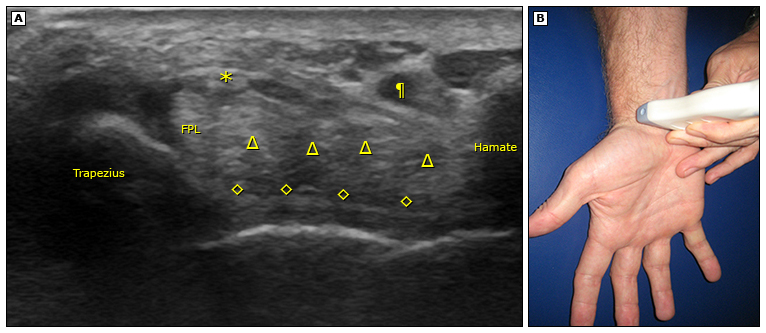 A
B
*
¶
FPL
Δ Δ Δ Δ
Hamate
Trapezius
◇ ◇ ◇ ◇